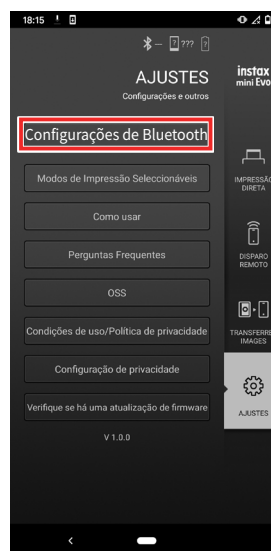 18:15
???
AJUSTES
Configurações e outros
Configurações de Bluetooth
Modos de Impressão Seleccionáveis
Como usar
Perguntas Frequentes
OSS
Condições de uso/Política de privacidade
Configuração de privacidade
Verifique se há uma atualização de firmware
V 1.0.0
instax
mini Evo
IMPRESSÃO
DIRETA
DISPARO
REMOTO
TRANSFERRE
IMAGES
AJUSTES